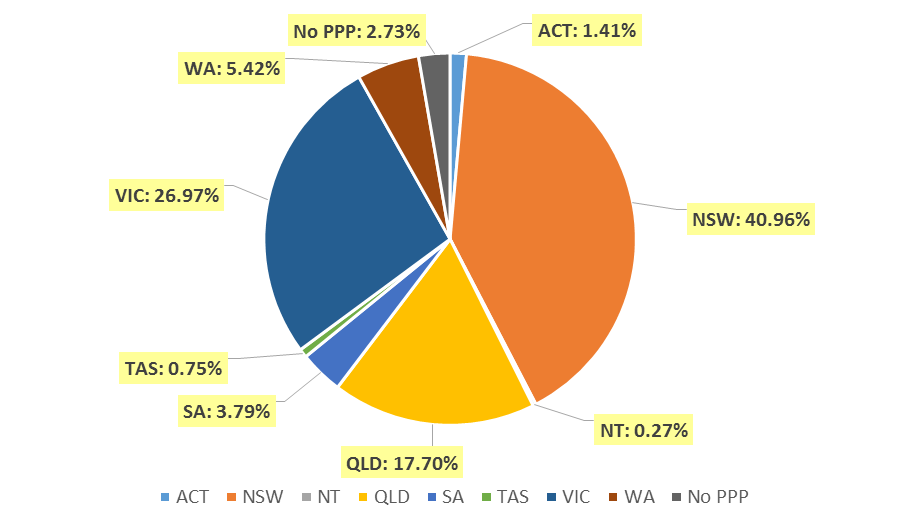 No PPP: 2.73%
ACT: 1.41%
WA: 5.42%
VIC: 26.97%
NSW: 40.96%
TAS: 0.75%
SA: 3.79%
NT: 0.27%
QLD: 17.70%
ACT NSW NT QLD SA TAS VIC WA No PPP